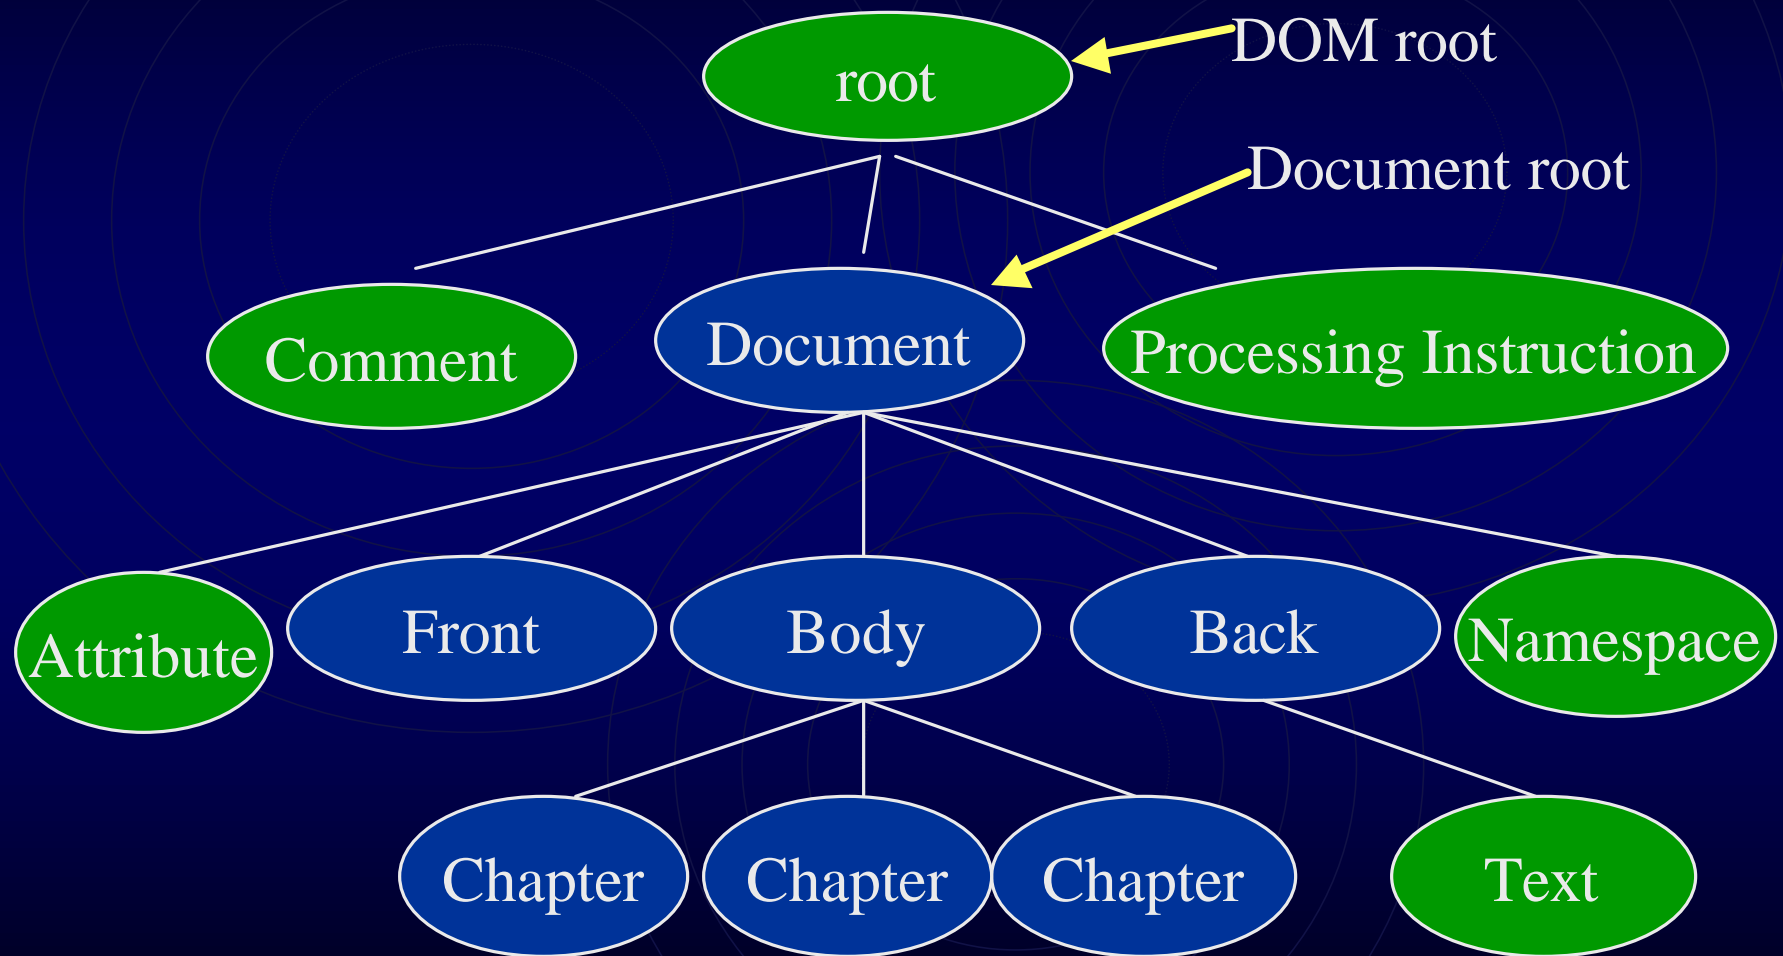 DOM root
root
Document root
Comment
Document
Processing Instruction
Attribute
Front
Body
Back
Namespace
Chapter
Chapter
Chapter
Text